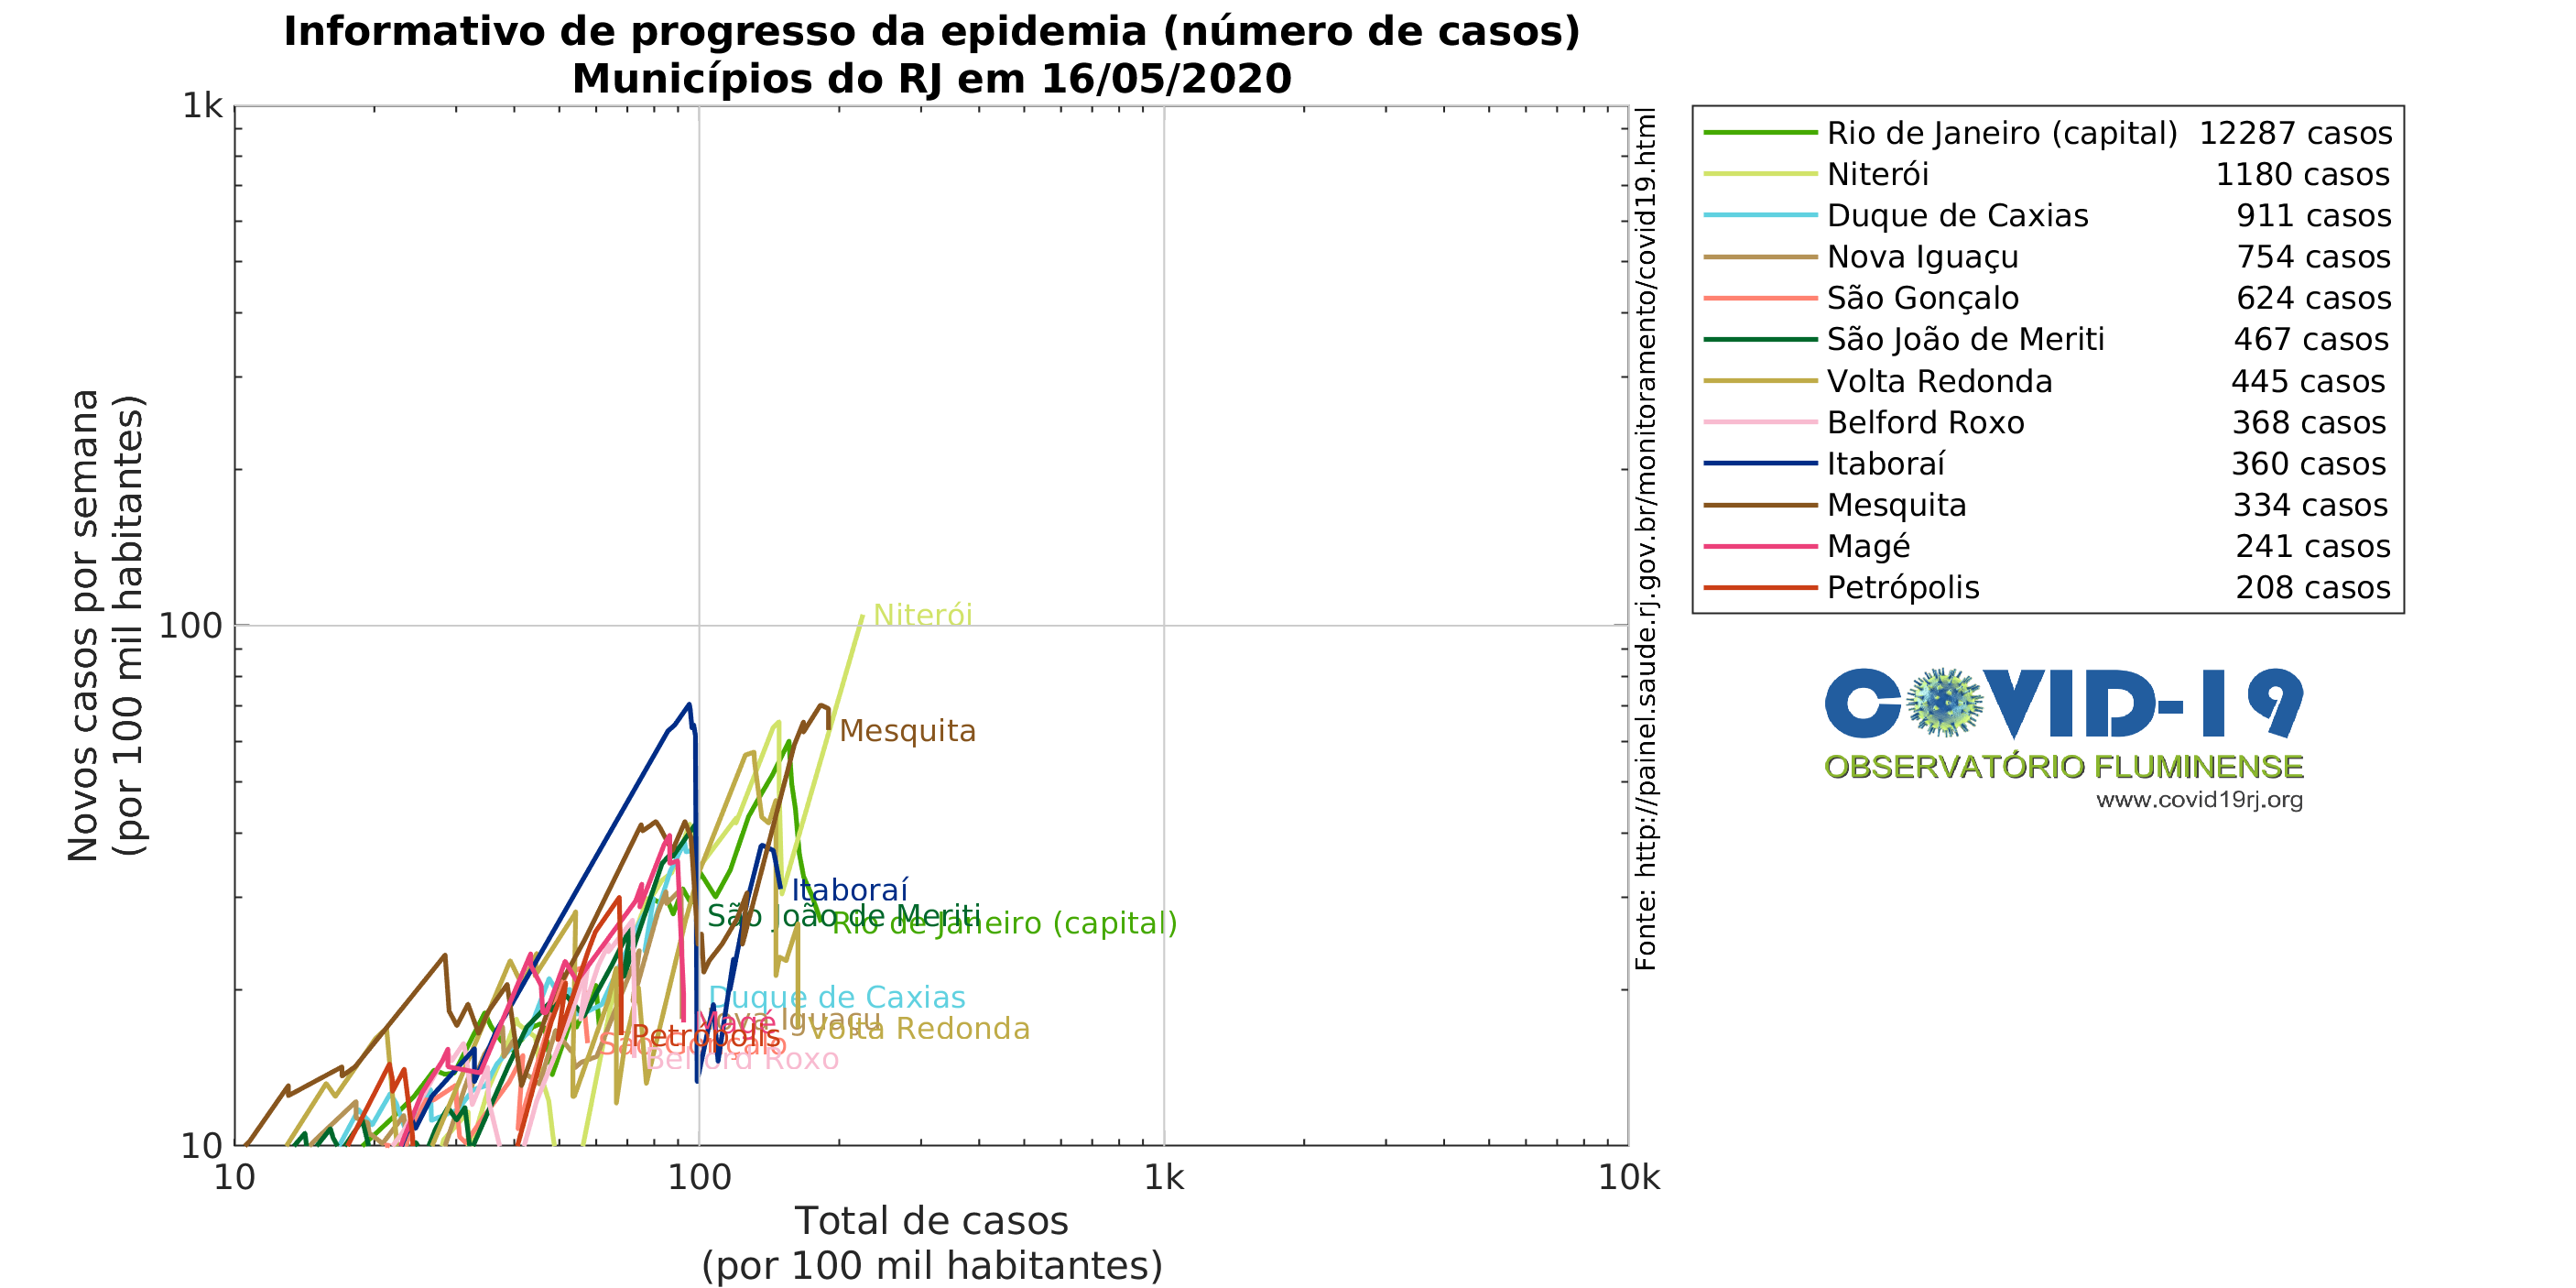 Informativo de progresso da epidemia (número de casos)
Municípios do RJ em 16/05/2020
1k
100
10
Novos casos por semana
(por 100 mil habitantes)
10
100
1k
10k
Total de casos
(por 100 mil habitantes)
Niterói
Mesquita
Itaboraí
São João de Meriti
Rio de Janeiro (capital)
Duque de Caxias
Nova Iguaçu
Magé
Volta Redonda
Petrópolis
São Gonçalo
Belford Roxo
Fonte: http://painel.saude.rj.gov.br/monitoramento/covid19.html
Rio de Janeiro (capital) 12287 casos
Niterói 1180 casos
Duque de Caxias 911 casos
Nova Iguaçu 754 casos
São Gonçalo 624 casos
São João de Meriti 467 casos
Volta Redonda 445 casos
Belford Roxo 368 casos
Itaboraí 360 casos
Mesquita 334 casos
Magé 241 casos
Petrópolis 208 casos
COVID-19
OBSERVATÓRIO FLUMINENSE
www.covid19rj.org